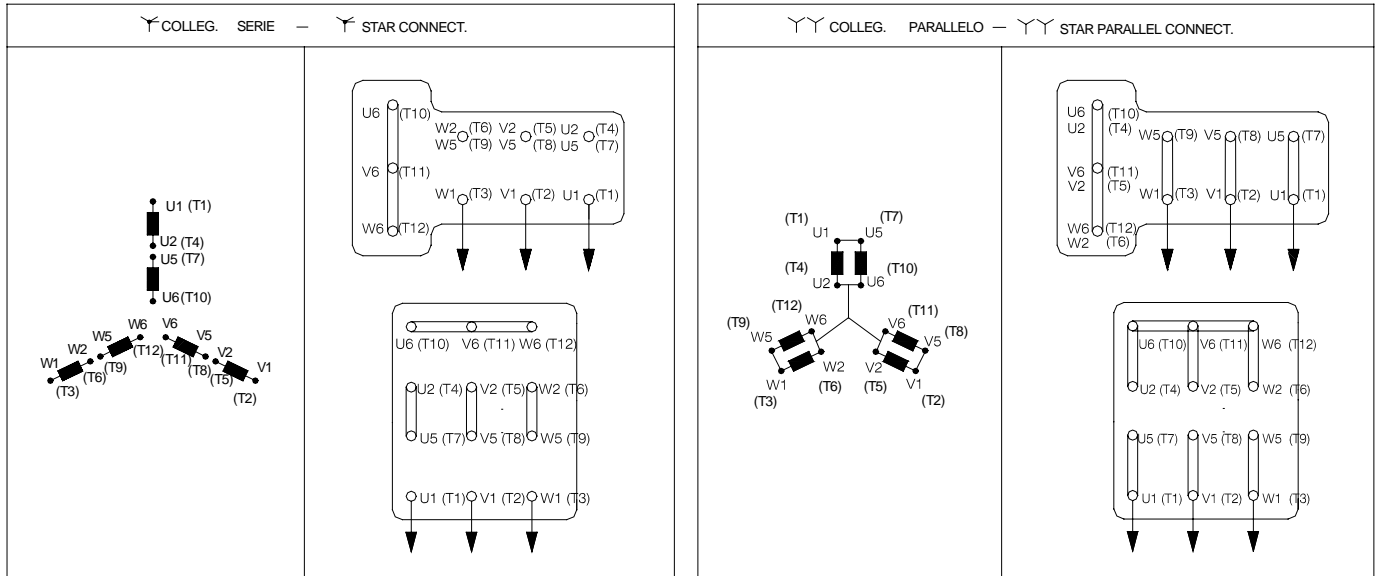 COLLEG. SERIE — STAR CONNECT.
U1 (T1)
U2 (T4)
U5 (T7)
U6 (T10)
W6 V6
W5 V5
W2 (T12) (T11) V2
W1 (T9) (T8) V1
(T6) (T5)
(T3) (T2)
U6 (T10)
V6 (T11)
W6 (T12)
W2 (T6) V2 (T5) U2 (T4)
W5 (T9) V5 (T8) U5 (T7)
W1 (T3) V1 (T2) U1 (T1)
U6 (T10) V6 (T11) W6 (T12)
U2 (T4) V2 (T5) W2 (T6)
U5 (T7) V5 (T8) W5 (T9)
U1 (T1) V1 (T2) W1 (T3)
COLLEG. PARALLELO — STAR PARALLEL CONNECT.
(T1) (T7)
U1 U5
(T4) (T10)
U2 U6
(T12) (T11)
(T9) W6 V6 (T8)
W5 V5
W2 V2
W1 (T6) (T5) V1
(T3) (T2)
U6 (T10)
U2 (T4)
V6 (T11)
V2 (T5)
W6 (T12)
W2 (T6)
W5 (T9) V5 (T8) U5 (T7)
W1 (T3) V1 (T2) U1 (T1)
U6 (T10) V6 (T11) W6 (T12)
U2 (T4) V2 (T5) W2 (T6)
U5 (T7) V5 (T8) W5 (T9)
U1 (T1) V1 (T2) W1 (T3)